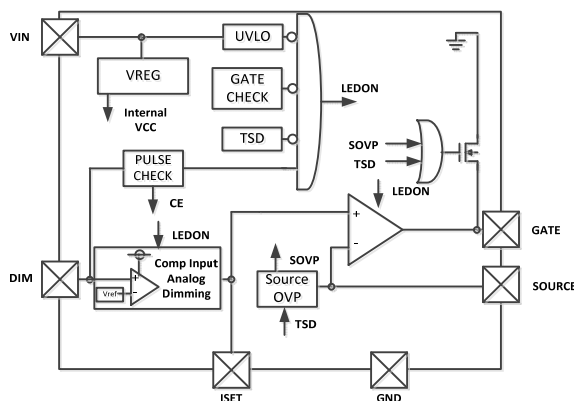 VIN
UVLO
VREG
GATE
CHECK
LEDON
Internal
VCC
TSD
SOVP
TSD
PULSE
CHECK
CE
LEDON
LEDON
+
-
GATE
DIM
Comp Input
Analog
Dimming
+
-
Vref
SOVP
Source
OVP
SOURCE
TSD
ISET
GND